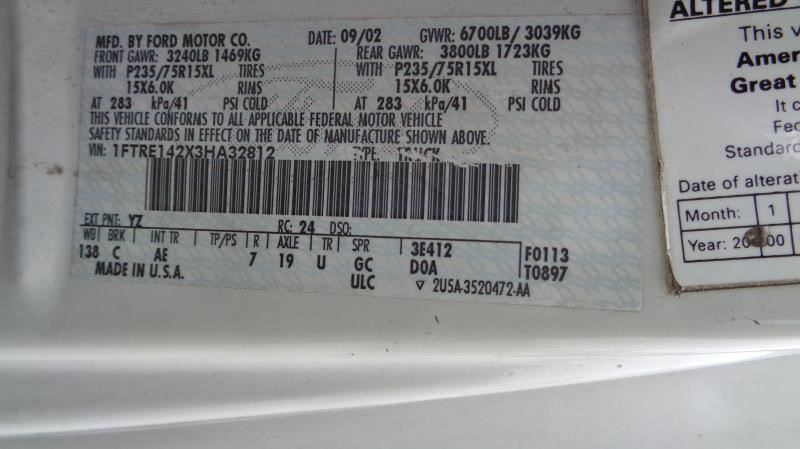 MFD. BY FORD MOTOR CO. DATE: 09/02 GVWR: 6700LB/ 3039KG
FRONT GAWR: 3240LB 1469KG REAR GAWR: 3800LB 1723KG
WITH P235/75R15XL TIRES WITH P235/75R15XL TIRES
15X6.0K RIMS 15X6.0K RIMS
AT 283 kPa/41 PSI COLD AT 283 kPa/41 PSI COLD
THIS VEHICLE CONFORMS TO ALL APPLICABLE FEDERAL MOTOR VEHICLE
SAFETY STANDARDS IN EFFECT ON THE DATE OF MANUFACTURE SHOWN ABOVE.
VIN: 1FTRE142X3HA32812 TYPE: TRUCK
EXT PNT: YZ RC: 24 DSO:
WB BRK INT TR TP/PS R AXLE TR SPR 3E412 F0113
138 C AE 7 19 U GC DOA T0897
MADE IN U.S.A. ULC ▽ 2U5A-3520472-AA
ALTERED
This v
Amer
Great
It c
Fed
Standard
Date of alterati
Month: 1
Year: 20 00